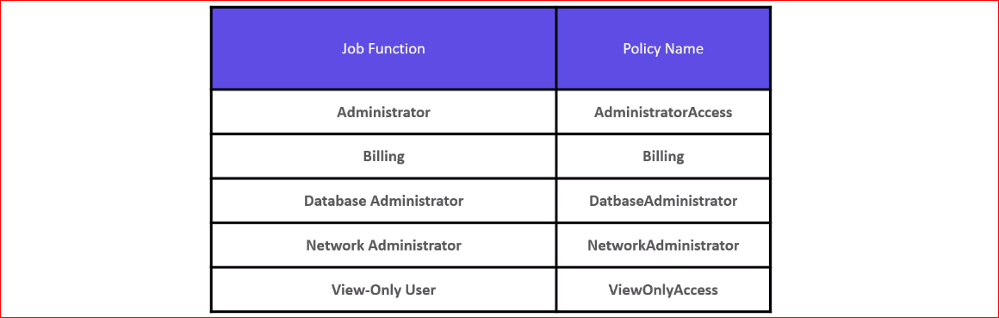 Job Function Policy Name
Administrator AdministratorAccess
Billing Billing
Database Administrator DatbaseAdministrator
Network Administrator NetworkAdministrator
View-Only User ViewOnlyAccess